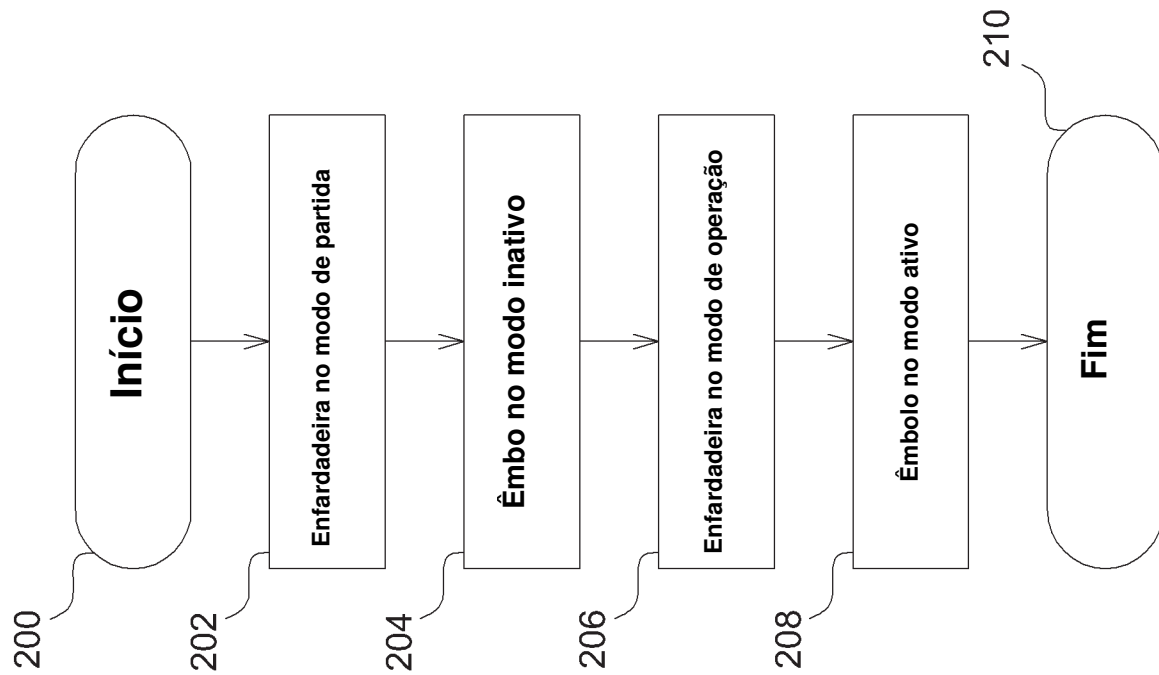 200
Início
202
Enfardadeira no modo de partida
204
Êmbo no modo inativo
206
Enfardadeira no modo de operação
208
Êmbolo no modo ativo
210
Fim